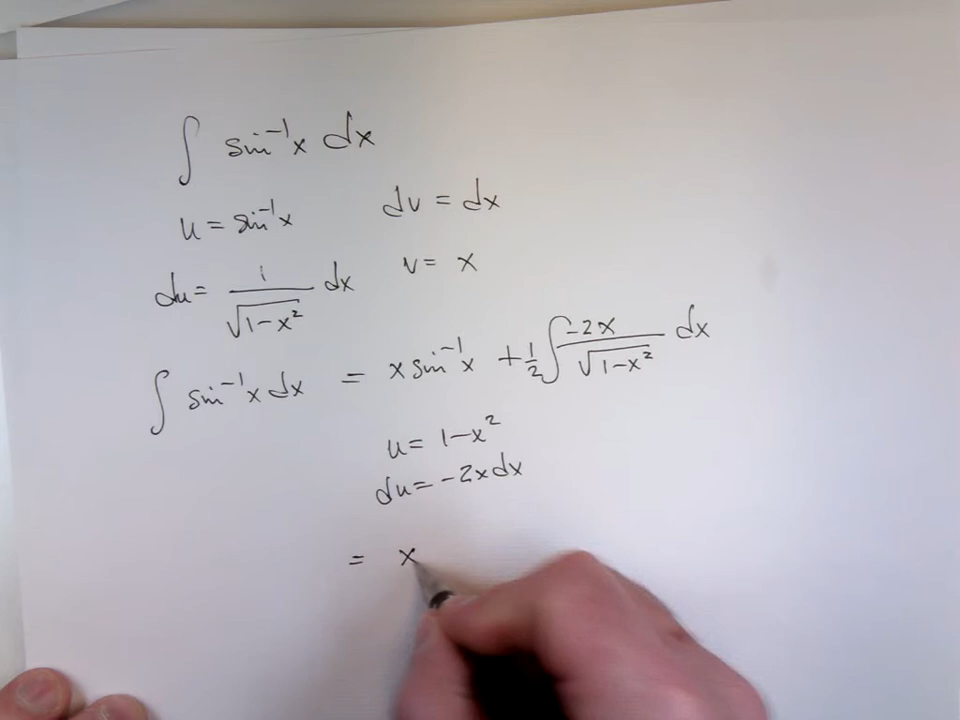 ∫ sin⁻¹x dx
u = sin⁻¹x dv = dx
du = 1/√(1-x²) dx v = x
∫ sin⁻¹x dx = x sin⁻¹x + 1/2 ∫ -2x/√(1-x²) dx
u = 1-x²
du = -2x dx
= x